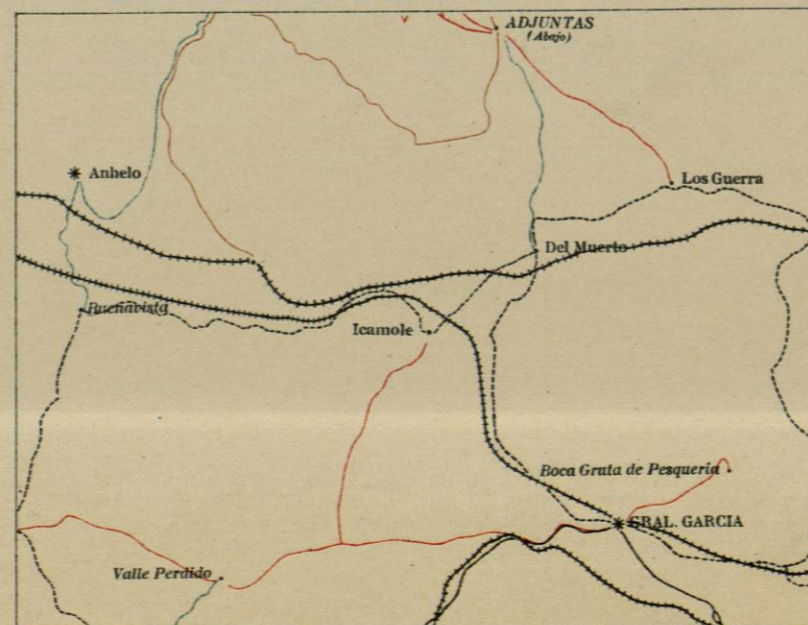 ADJUNTAS
(Abajo)
Anhelo
Los Guerra
Del Muerto
Buenavista
Icamole
Boca Gruta de Pesqueria
GRAL. GARCIA
Valle Perdido